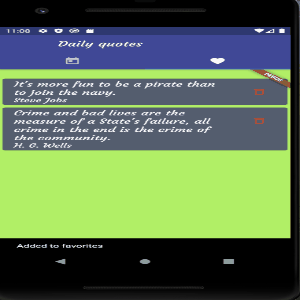 11:06
Daily quotes
DEBUG
It's more fun to be a pirate than
to join the navy.
Steve Jobs
Crime and bad lives are the
measure of a State's failure, all
crime in the end is the crime of
the community.
H. G. Wells
Added to favorites